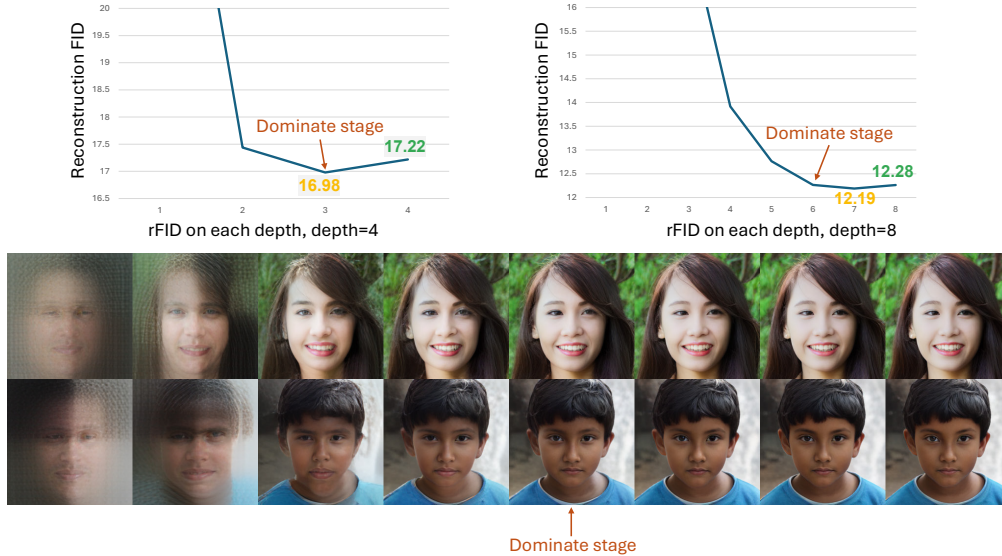 20
19.5
19
18.5
18
17.5
17
16.5
Reconstruction FID
Dominate stage
17.22
16.98
1 2 3 4
rFID on each depth, depth=4
16
15.5
15
14.5
14
13.5
13
12.5
12
Reconstruction FID
Dominate stage
12.28
12.19
1 2 3 4 5 6 7 8
rFID on each depth, depth=8
Dominate stage